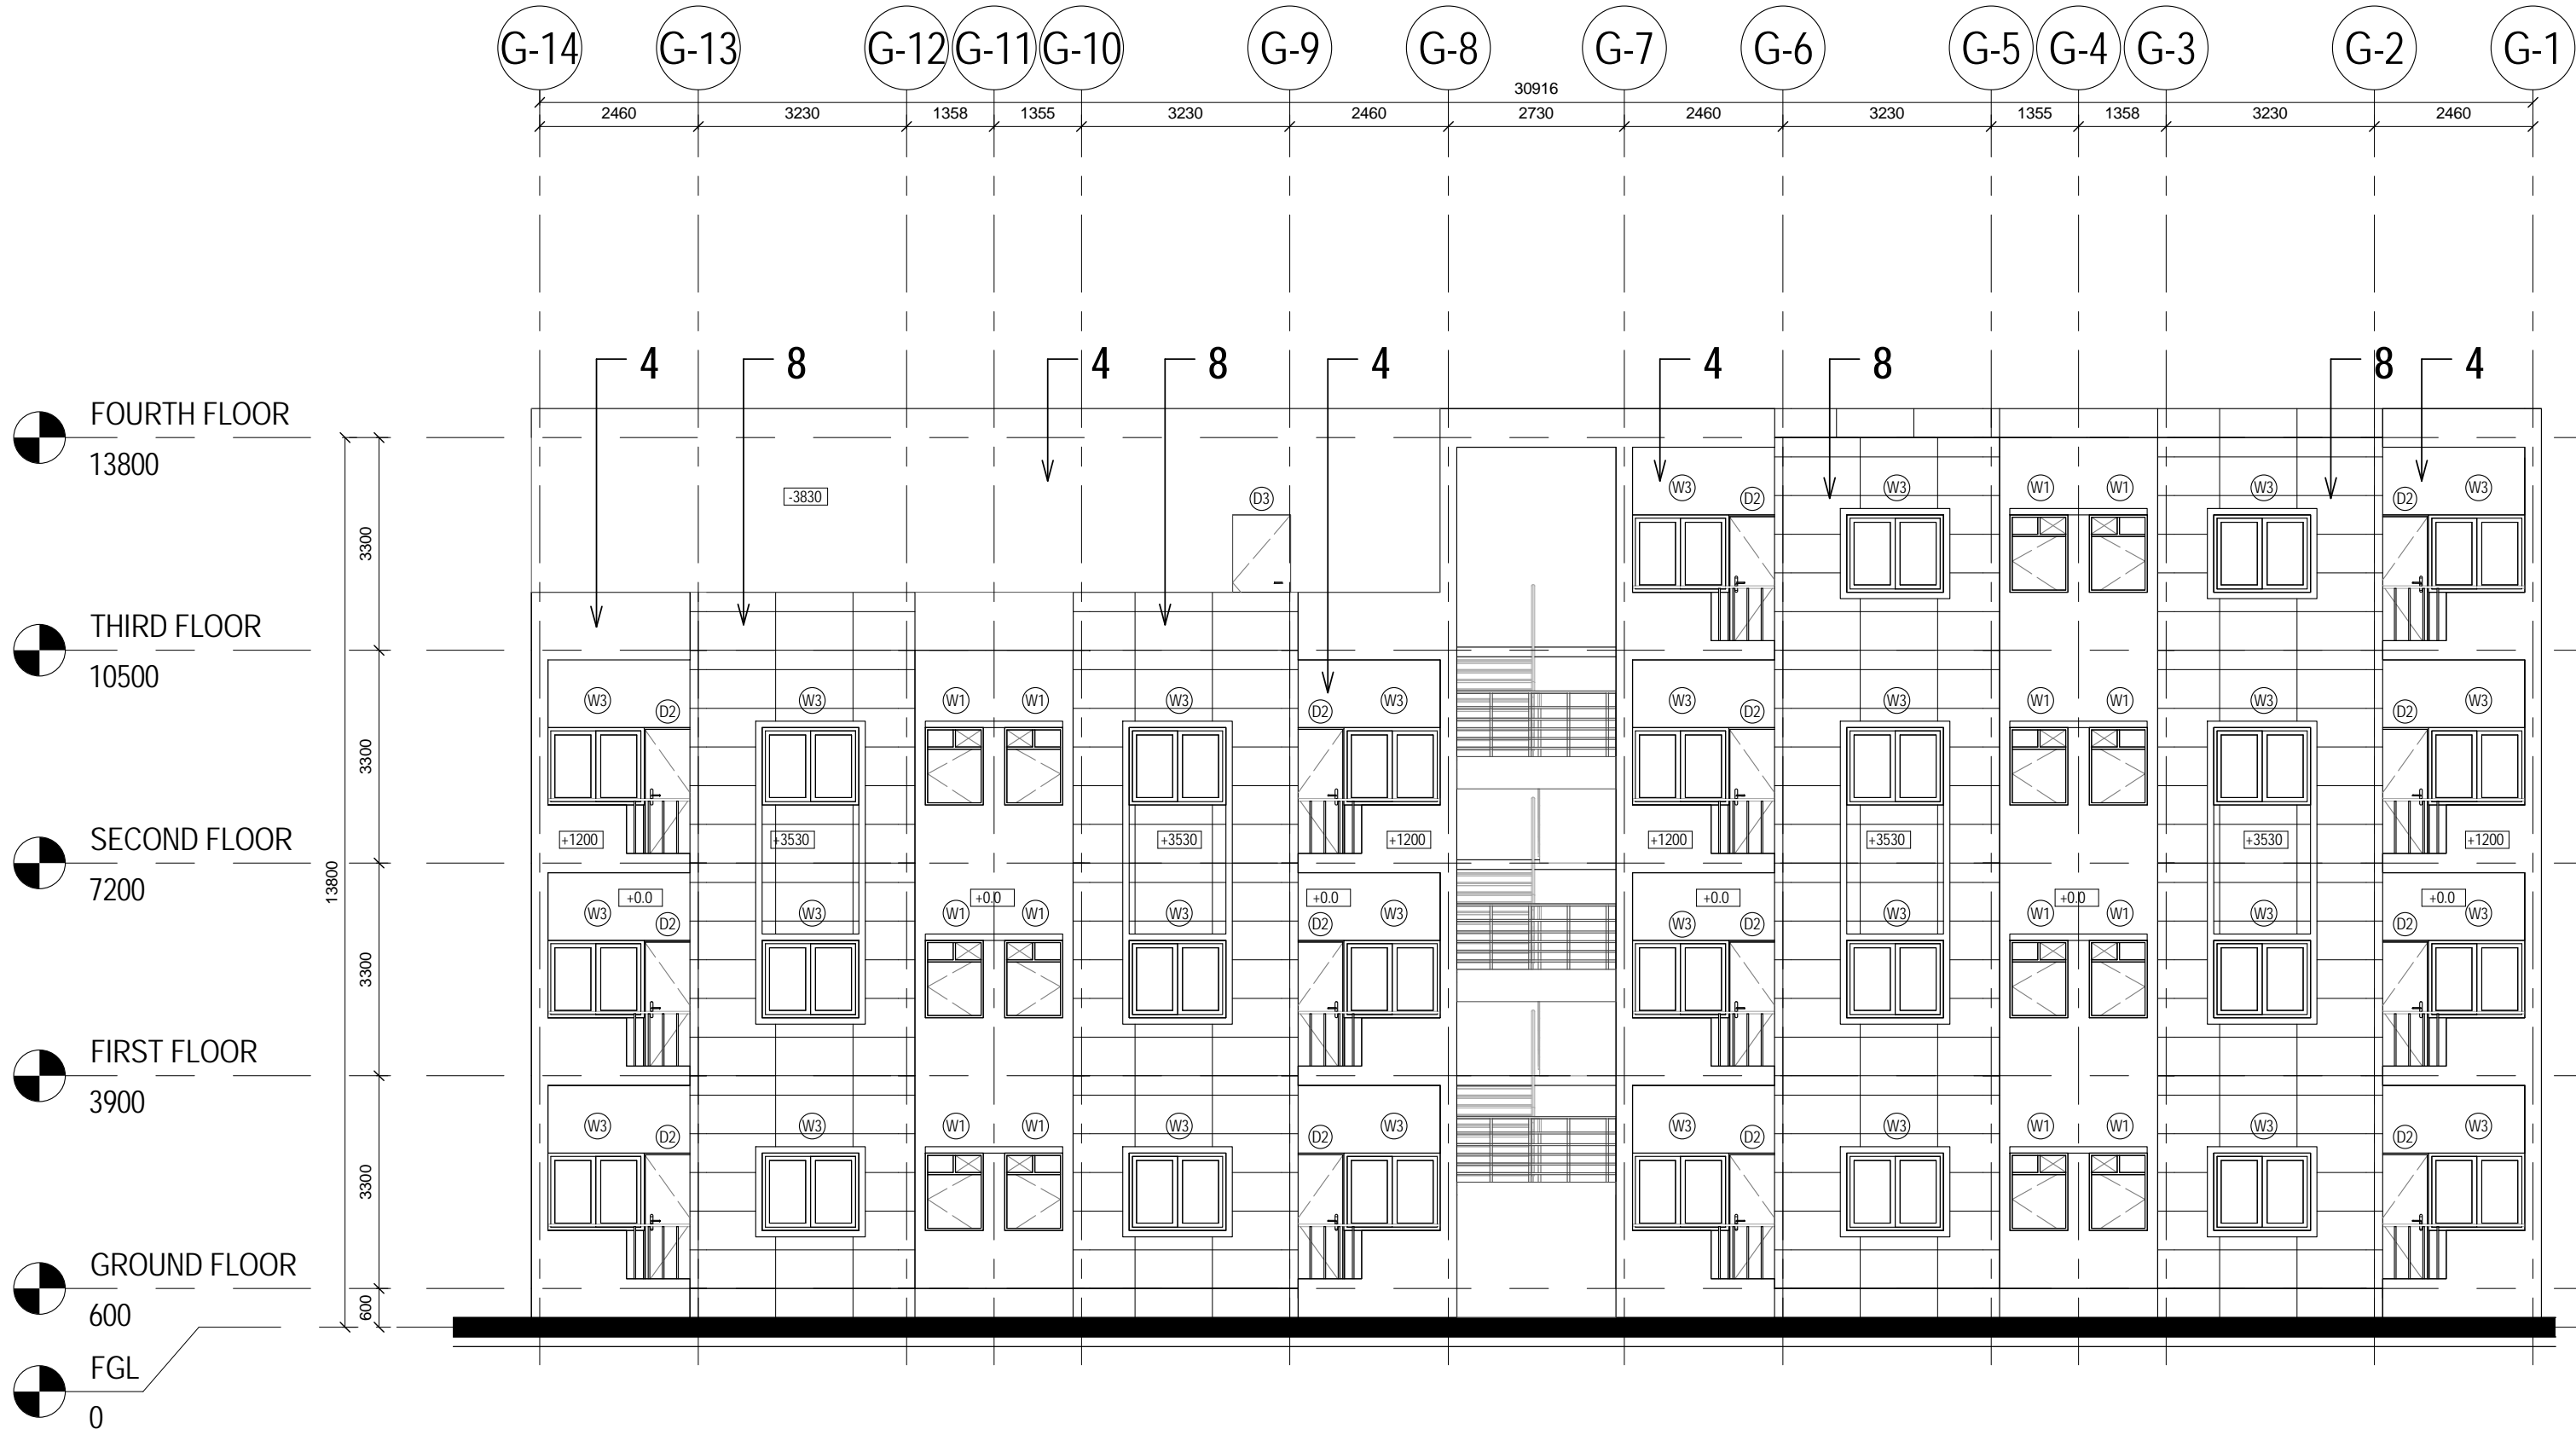 G-14 G-13 G-12 G-11 G-10 G-9 G-8 G-7 G-6 G-5 G-4 G-3 G-2 G-1
30916
2460 3230 1358 1355 3230 2460 2730 2460 3230 1355 1358 3230 2460
4 8 4 8 4 4 8 8 4
FOURTH FLOOR
13800
-3830 D3 W3 D2 W3 W1 W1 W3 D2 W3
3300
THIRD FLOOR
10500
W3 D2 W3 W1 W1 W3 D2 W3 W3 D2 W3 W1 W1 W3 D2 W3
3300
SECOND FLOOR
+1200 +3530 +3530 +1200 +1200 +3530 +3530 +1200
7200
13800
+0.0 +0.0 +0.0 +0.0 +0.0 +0.0
W3 D2 W3 W1 W1 W3 D2 W3 W3 D2 W3 W1 W1 W3 D2 W3
3300
FIRST FLOOR
3900
W3 D2 W3 W1 W1 W3 D2 W3 W3 D2 W3 W1 W1 W3 D2 W3
3300
GROUND FLOOR
600
600
FGL
0